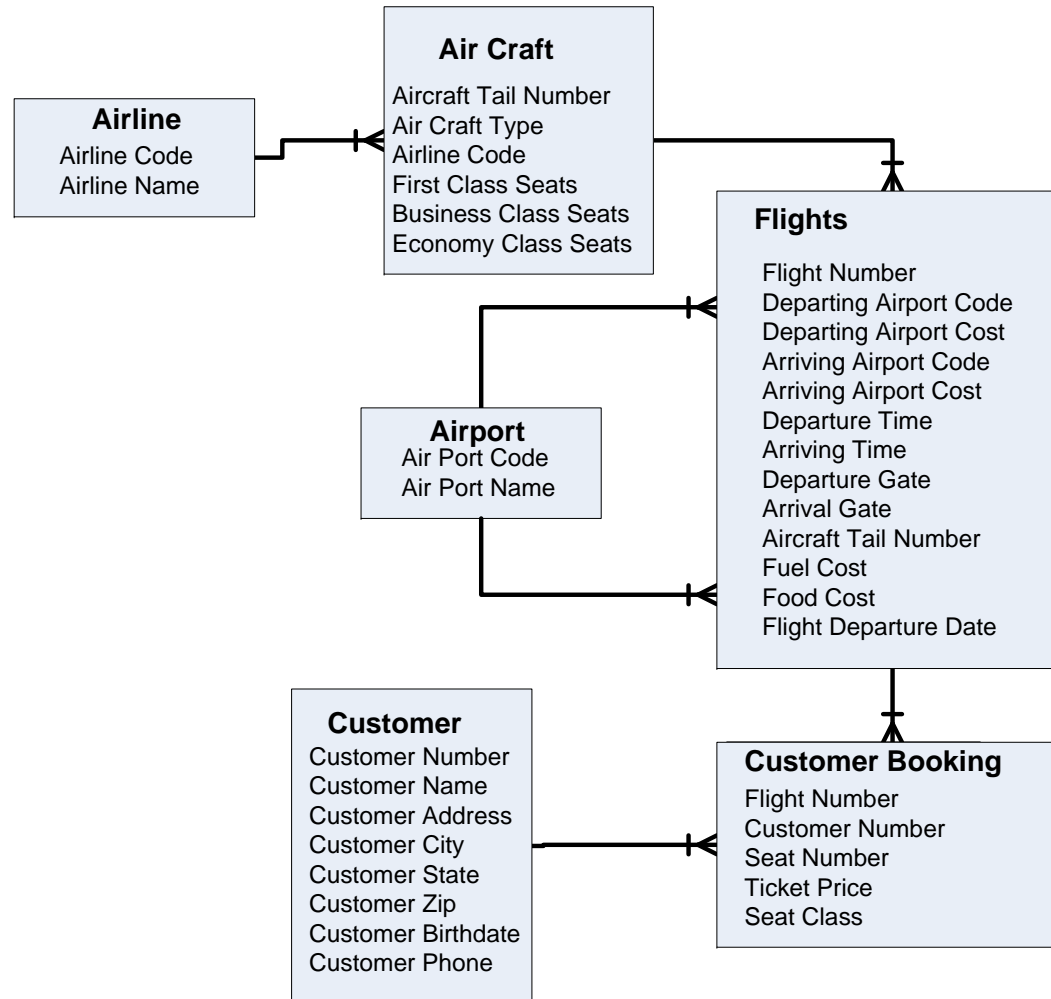 Air Craft
Aircraft Tail Number
Air Craft Type
Airline Code
First Class Seats
Business Class Seats
Economy Class Seats
Airline
Airline Code
Airline Name
Flights
Flight Number
Departing Airport Code
Departing Airport Cost
Arriving Airport Code
Arriving Airport Cost
Departure Time
Arriving Time
Departure Gate
Arrival Gate
Aircraft Tail Number
Fuel Cost
Food Cost
Flight Departure Date
Airport
Air Port Code
Air Port Name
Customer
Customer Number
Customer Name
Customer Address
Customer City
Customer State
Customer Zip
Customer Birthdate
Customer Phone
Customer Booking
Flight Number
Customer Number
Seat Number
Ticket Price
Seat Class